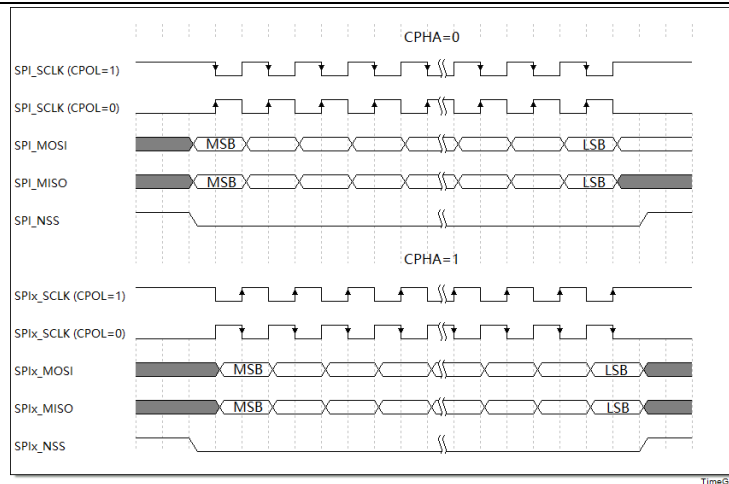 CPHA=0
SPI_SCLK (CPOL=1)
SPI_SCLK (CPOL=0)
SPI_MOSI MSB LSB
SPI_MISO MSB LSB
SPI_NSS
CPHA=1
SPIx_SCLK (CPOL=1)
SPIx_SCLK (CPOL=0)
SPIx_MOSI MSB LSB
SPIx_MISO MSB LSB
SPIx_NSS
TimeG